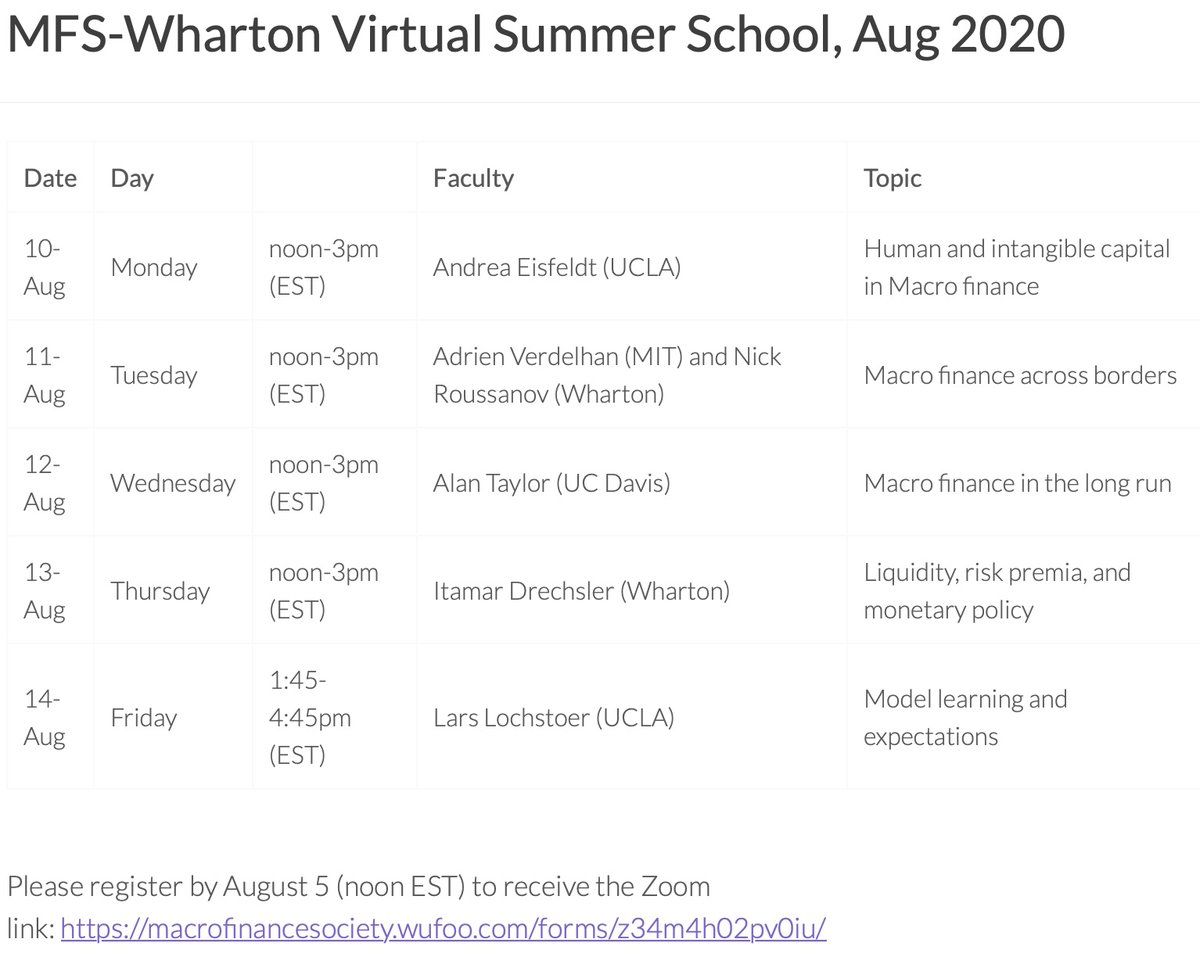 MFS-Wharton Virtual Summer School, Aug 2020
Date Day Faculty Topic
10-
Aug
Monday
noon-3pm
(EST)
Andrea Eisfeldt (UCLA)
Human and intangible capital
in Macro finance
11-
Aug
Tuesday
noon-3pm
(EST)
Adrien Verdelhan (MIT) and Nick
Roussanov (Wharton)
Macro finance across borders
12-
Aug
Wednesday
noon-3pm
(EST)
Alan Taylor (UC Davis)
Macro finance in the long run
13-
Aug
Thursday
noon-3pm
(EST)
Itamar Drechsler (Wharton)
Liquidity, risk premia, and
monetary policy
14-
Aug
Friday
1:45-
4:45pm
(EST)
Lars Lochstoer (UCLA)
Model learning and
expectations
Please register by August 5 (noon EST) to receive the Zoom
link: https://macrofinancesociety.wufoo.com/forms/z34m4h02pv0iu/